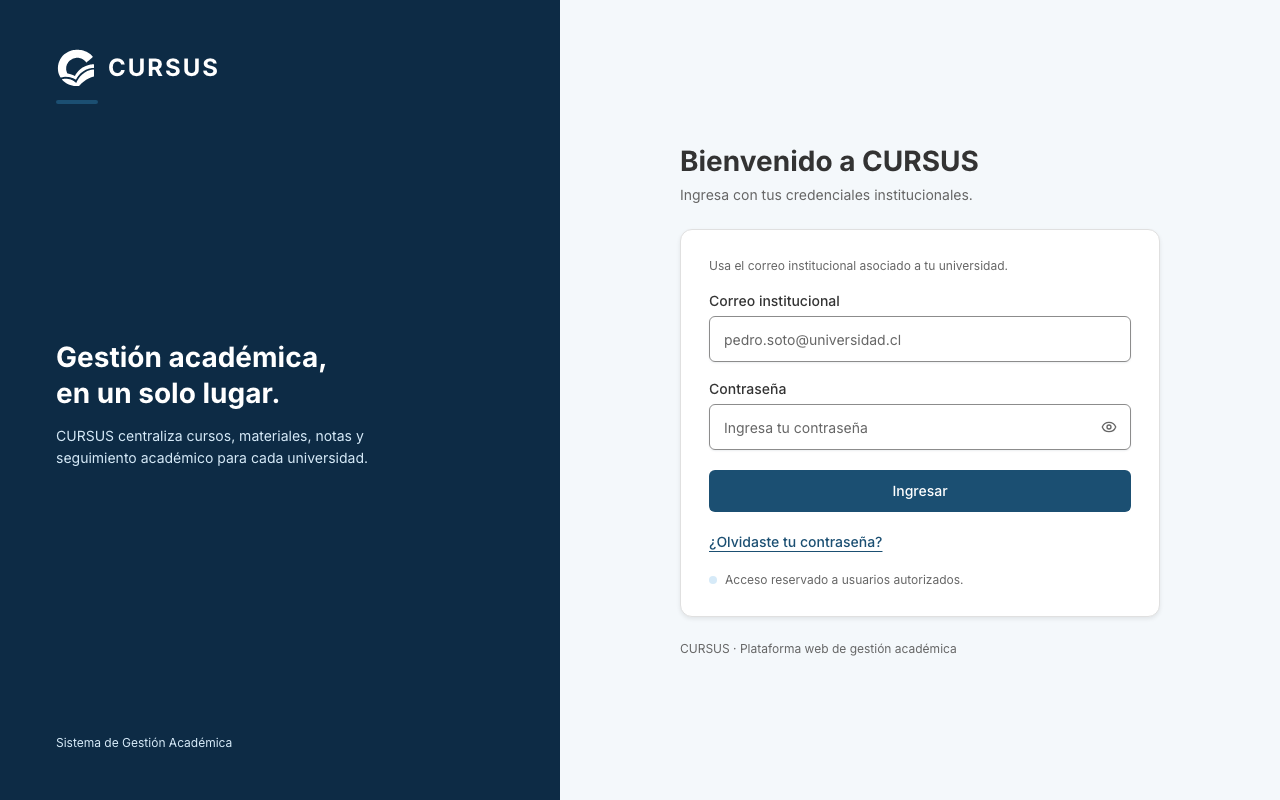 CURSUS
Gestión académica,
en un solo lugar.
CURSUS centraliza cursos, materiales, notas y
seguimiento académico para cada universidad.
Sistema de Gestión Académica
Bienvenido a CURSUS
Ingresa con tus credenciales institucionales.
Usa el correo institucional asociado a tu universidad.
Correo institucional
pedro.soto@universidad.cl
Contraseña
Ingresa tu contraseña
Ingresar
¿Olvidaste tu contraseña?
Acceso reservado a usuarios autorizados.
CURSUS · Plataforma web de gestión académica